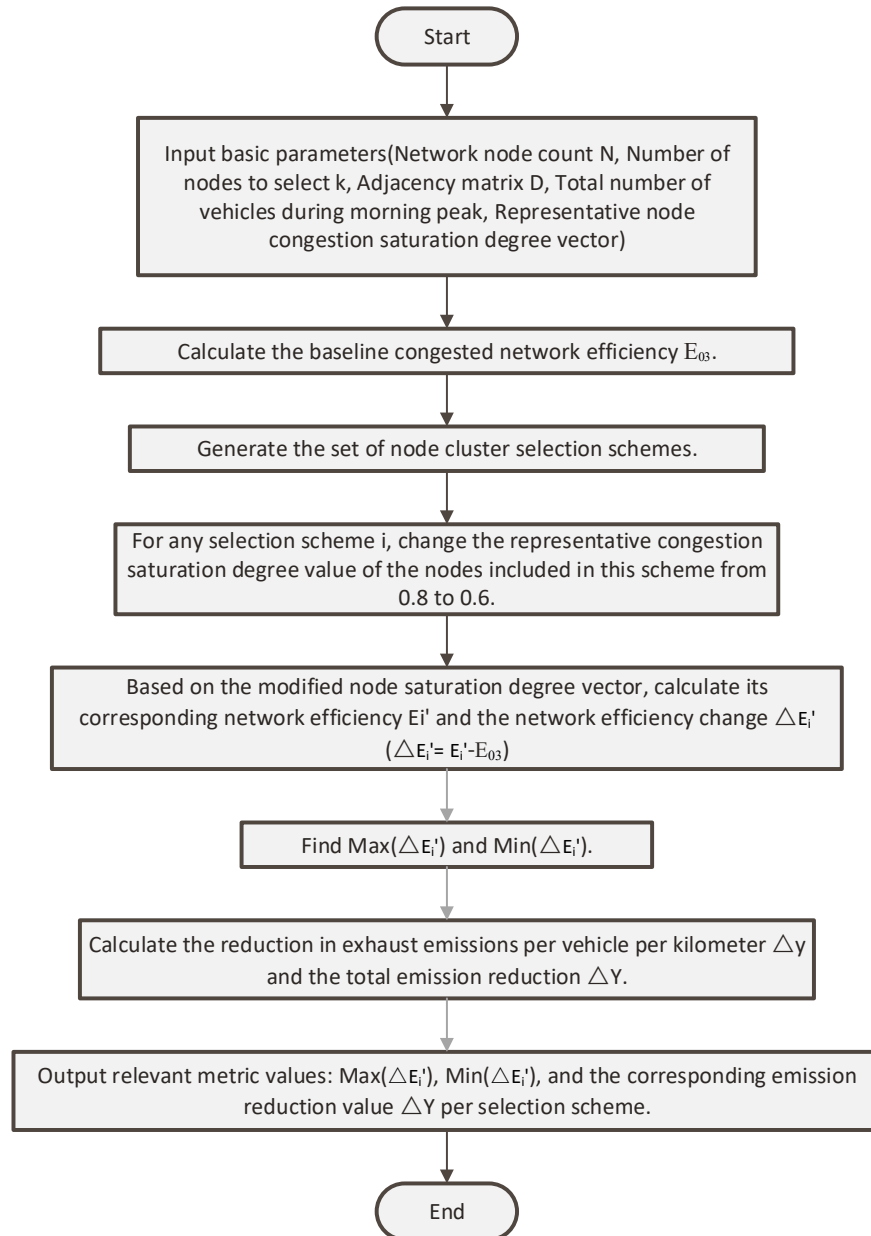 Start
Input basic parameters(Network node count N, Number of
nodes to select k, Adjacency matrix D, Total number of
vehicles during morning peak, Representative node
congestion saturation degree vector)
Calculate the baseline congested network efficiency E₀₃.
Generate the set of node cluster selection schemes.
For any selection scheme i, change the representative congestion
saturation degree value of the nodes included in this scheme from
0.8 to 0.6.
Based on the modified node saturation degree vector, calculate its
corresponding network efficiency Ei' and the network efficiency change △Eᵢ'
(△Eᵢ'= Eᵢ'-E₀₃)
Find Max(△Eᵢ') and Min(△Eᵢ').
Calculate the reduction in exhaust emissions per vehicle per kilometer △y
and the total emission reduction △Y.
Output relevant metric values: Max(△Eᵢ'), Min(△Eᵢ'), and the corresponding emission
reduction value △Y per selection scheme.
End